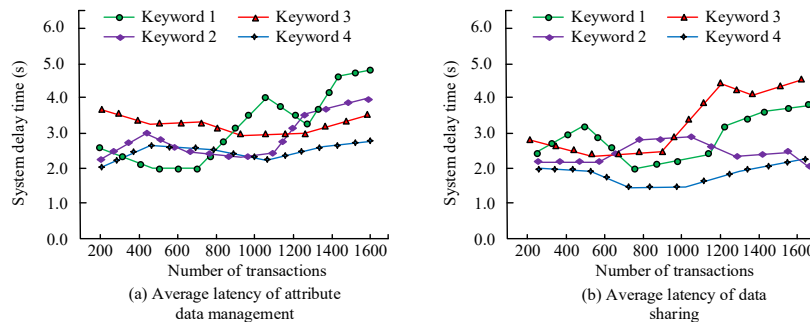 Keyword 1
Keyword 3
Keyword 2
Keyword 4
System delay time (s)
6.0
5.0
4.0
3.0
2.0
1.0
0.0
200 400 600 800 1000 1200 1400 1600
Number of transactions
(a) Average latency of attribute
data management
Keyword 1
Keyword 3
Keyword 2
Keyword 4
System delay time (s)
6.0
5.0
4.0
3.0
2.0
1.0
0.0
200 400 600 800 1000 1200 1400 1600
Number of transactions
(b) Average latency of data
sharing